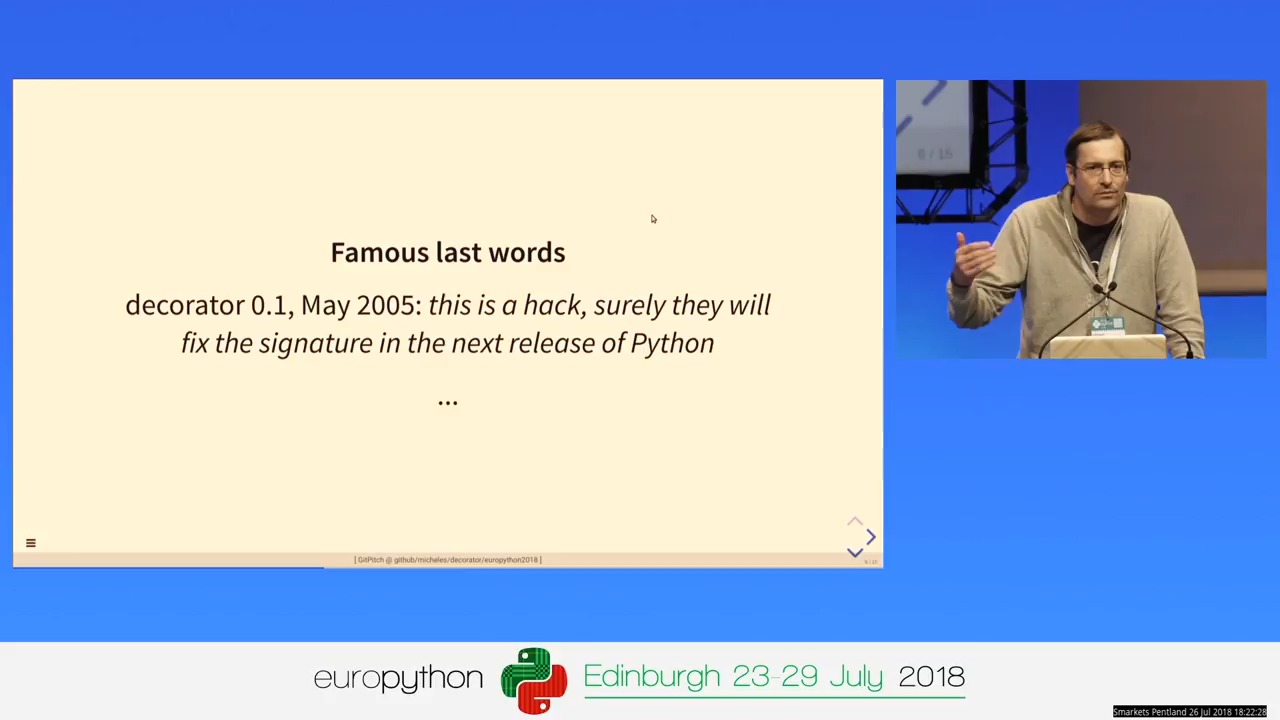 Famous last words
decorator 0.1, May 2005: this is a hack, surely they will
fix the signature in the next release of Python
...
[ GitPitch @ github/micheles/decorator/europython2018 ]
8 / 15
europython
Edinburgh 23-29 July 2018
Smarkets Pentland 26 Jul 2018 18:22:28